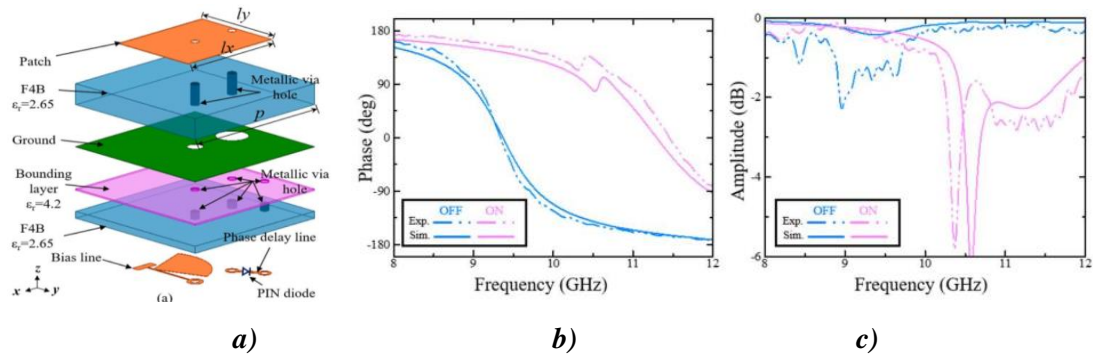 ly
lx
Patch
Metallic via
hole
F4B
εr=2.65
p
Ground
Bounding
layer
εr=4.2
Metallic via
hole
F4B
εr=2.65
Phase delay line
Bias line
PIN diode
z
x
y
(a)
180
90
0
-90
-180
Phase (deg)
OFF ON
Exp.
Sim.
8 9 10 11 12
Frequency (GHz)
0
-2
-4
-6
Amplitude (dB)
OFF ON
Exp.
Sim.
8 9 10 11 12
Frequency (GHz)
a) b) c)